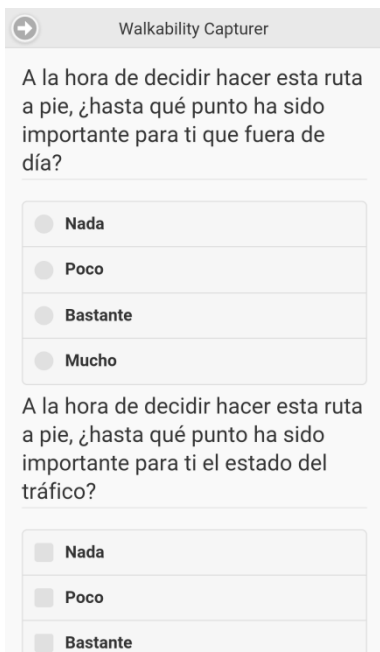 Walkability Capturer
A la hora de decidir hacer esta ruta
a pie, ¿hasta qué punto ha sido
importante para ti que fuera de
día?
Nada
Poco
Bastante
Mucho
A la hora de decidir hacer esta ruta
a pie, ¿hasta qué punto ha sido
importante para ti el estado del
tráfico?
Nada
Poco
Bastante